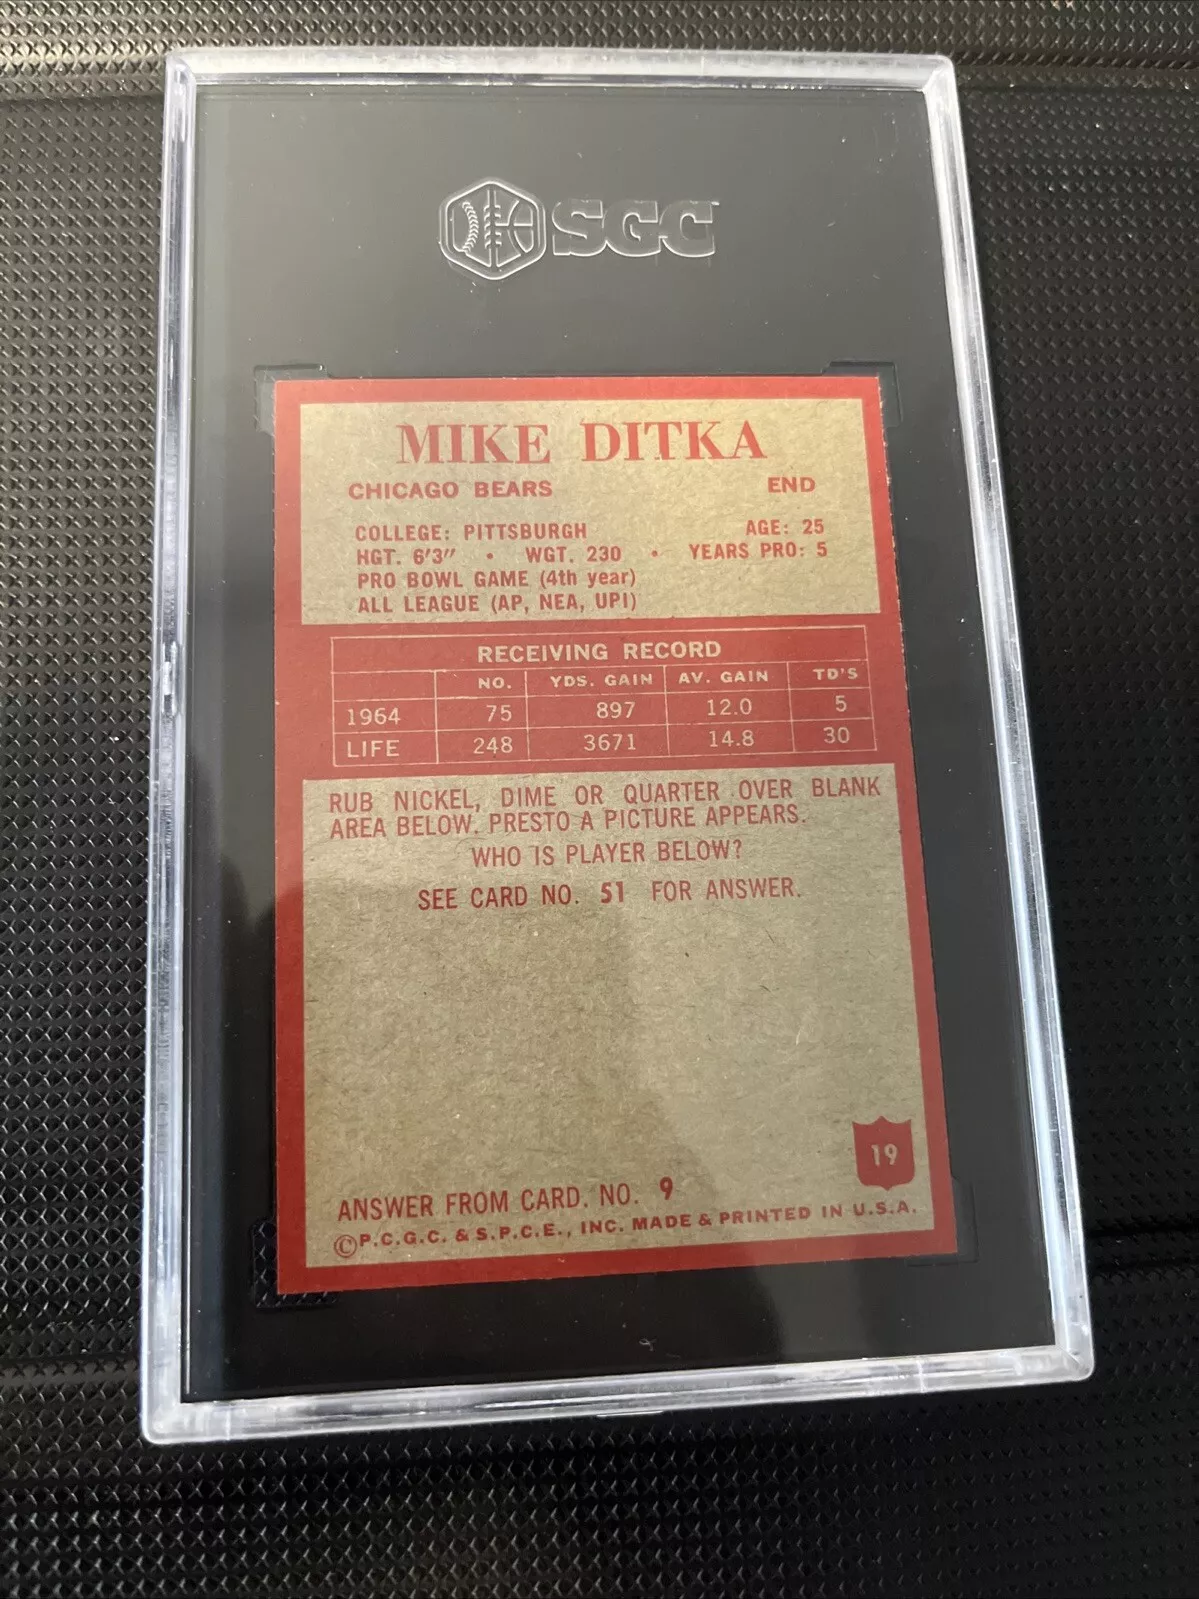 SGC
MIKE DITKA
CHICAGO BEARS END
COLLEGE: PITTSBURGH AGE: 25
HGT. 6'3" • WGT. 230 • YEARS PRO: 5
PRO BOWL GAME (4th year)
ALL LEAGUE (AP, NEA, UPI)
RECEIVING RECORD
NO. YDS. GAIN AV. GAIN TD'S
1964 75 897 12.0 5
LIFE 248 3671 14.8 30
RUB NICKEL, DIME OR QUARTER OVER BLANK
AREA BELOW. PRESTO A PICTURE APPEARS.
WHO IS PLAYER BELOW?
SEE CARD NO. 51 FOR ANSWER.
19
ANSWER FROM CARD. NO. 9
©P.C.G.C. & S.P.C.E., INC. MADE & PRINTED IN U.S.A.